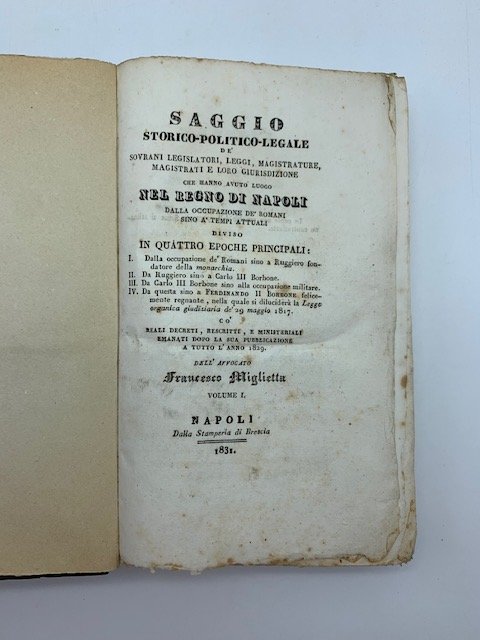 SAGGIO
STORICO-POLITICO-LEGALE
DE'
SOVRANI LEGISLATORI, LEGGI, MAGISTRATURE,
MAGISTRATI E LORO GIURISDIZIONE
CHE HANNO AVUTO LUOGO
NEL REGNO DI NAPOLI
DALLA OCCUPAZIONE DE' ROMANI
SINO A' TEMPI ATTUALI
DIVISO
IN QUATTRO EPOCHE PRINCIPALI:
I. Dalla occupazione de' Romani sino a Ruggiero fon-
datore della monarchia.
II. Da Ruggiero sino a Carlo III Borbone.
III. Da Carlo III Borbone sino alla occupazione militare.
IV. Da questa sino a FERDINANDO II BORBONE felice-
mente regnante, nella quale si diluciderà la Legge
organica giudiziaria de' 29 maggio 1817.
CO'
REALI DECRETI, RESCRITTI, E MINISTERIALI
EMANATI DOPO LA SUA PUBBLICAZIONE
A TUTTO L'ANNO 1829.
DELL' AVVOCATO
Francesco Miglietta
VOLUME I.
NAPOLI
Dalla Stamperia di Brescia
1831.